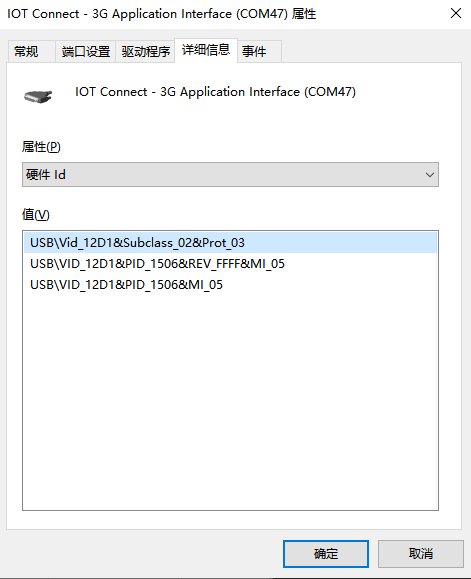 IOT Connect - 3G Application Interface (COM47) 属性
常规 端口设置 驱动程序 详细信息 事件
IOT Connect - 3G Application Interface (COM47)
属性(P)
硬件 Id
值(V)
USB\Vid_12D1&Subclass_02&Prot_03
USB\VID_12D1&PID_1506&REV_FFFF&MI_05
USB\VID_12D1&PID_1506&MI_05
确定 取消